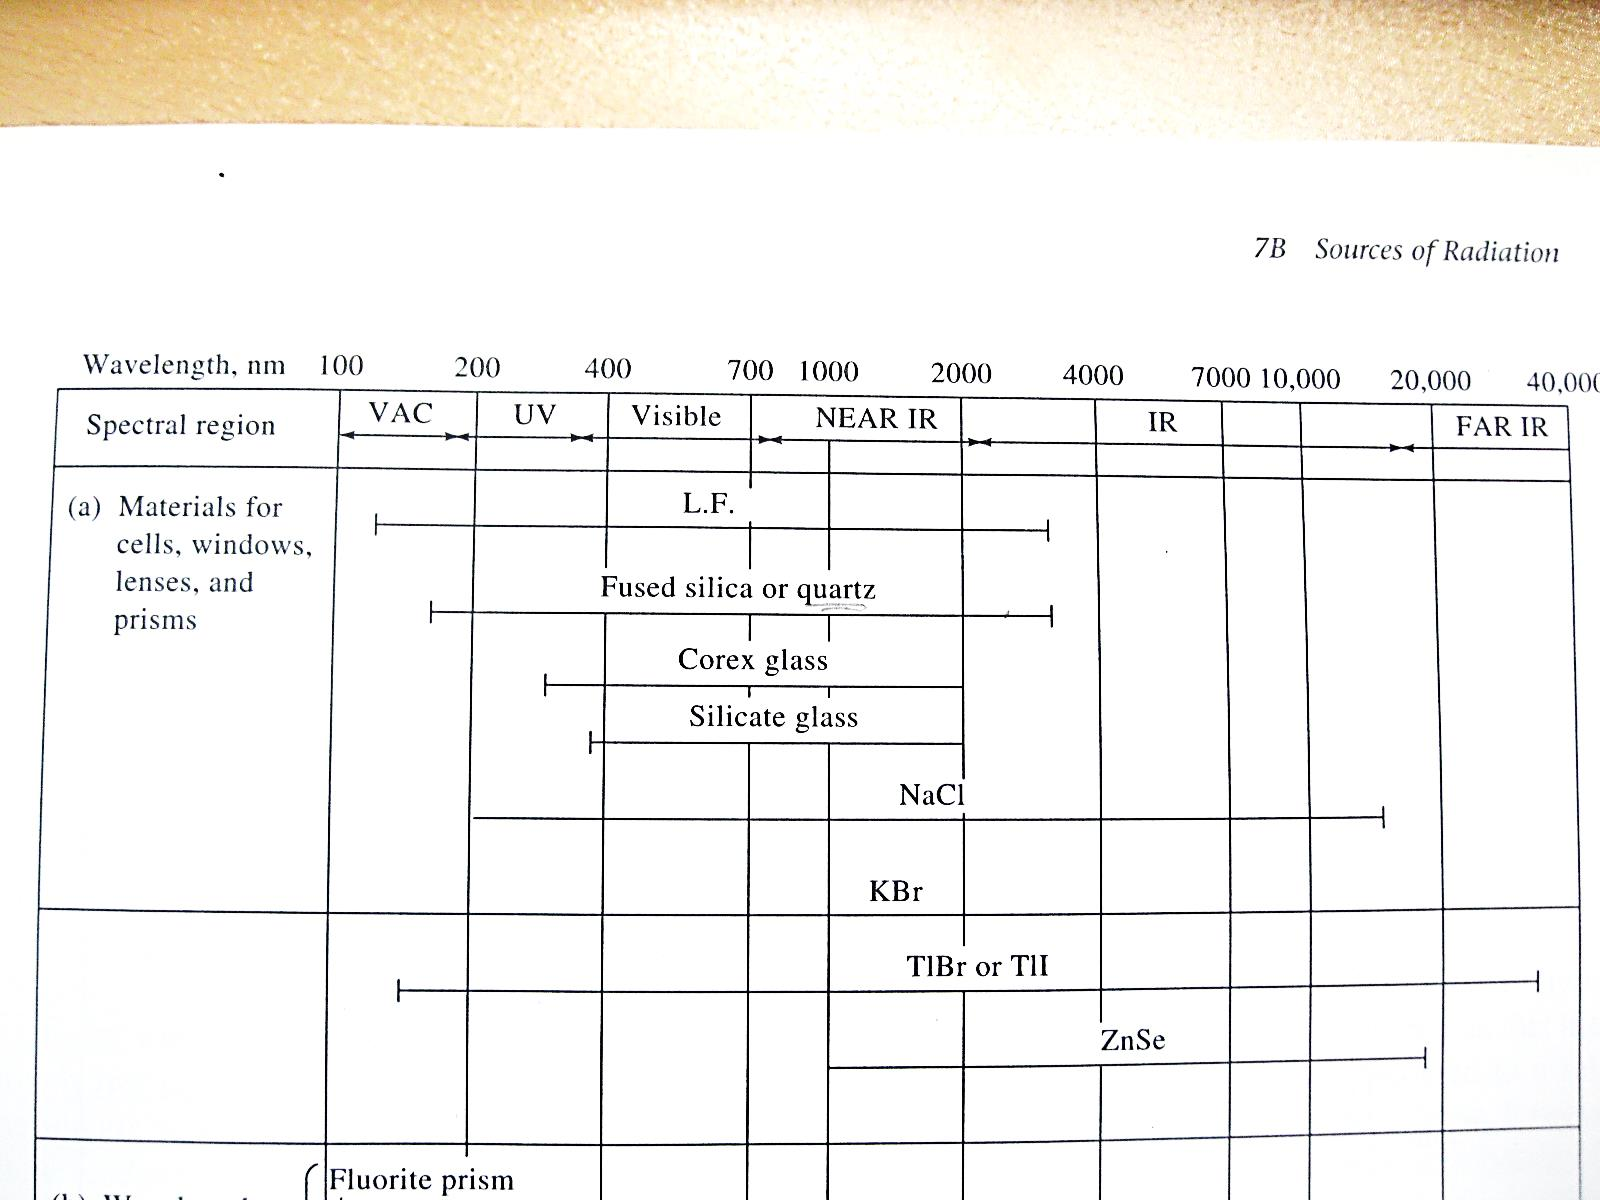 7B Sources of Radiation
Wavelength, nm 100 200 400 700 1000 2000 4000 7000 10,000 20,000 40,000
Spectral region VAC UV Visible NEAR IR IR FAR IR
(a) Materials for
cells, windows,
lenses, and
prisms
L.F.
Fused silica or quartz
Corex glass
Silicate glass
NaCl
KBr
TlBr or TlI
ZnSe
Fluorite prism